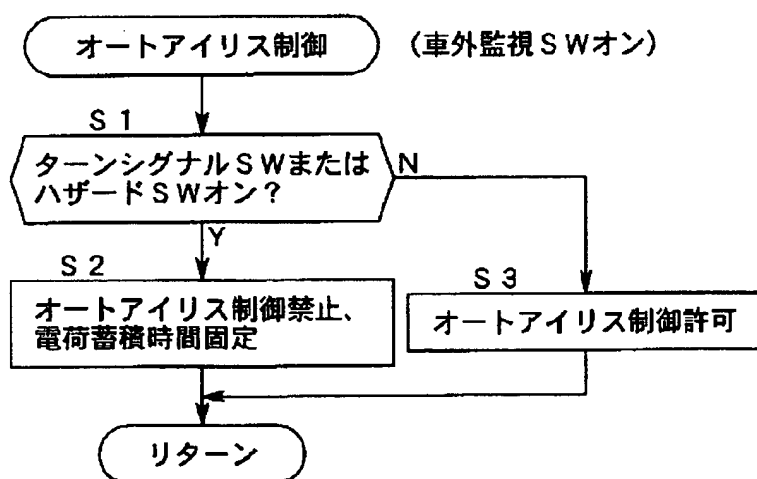 オートアイリス制御 (車外監視SWオン)
S1
ターンシグナルSWまたは
ハザードSWオン?
N
Y
S2
オートアイリス制御禁止、
電荷蓄積時間固定
S3
オートアイリス制御許可
リターン